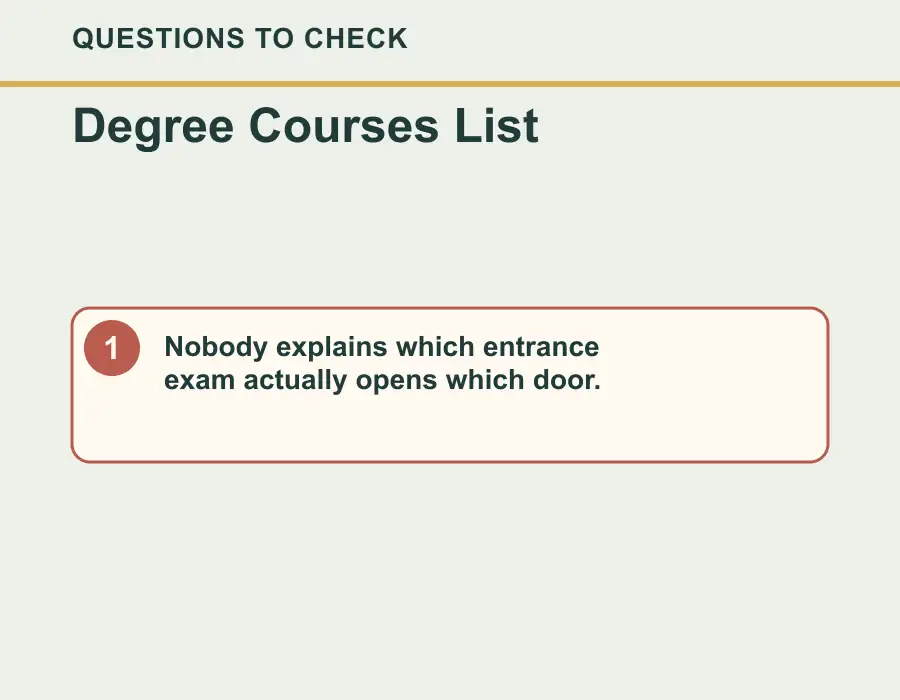 QUESTIONS TO CHECK
Degree Courses List
1
Nobody explains which entrance
exam actually opens which door.